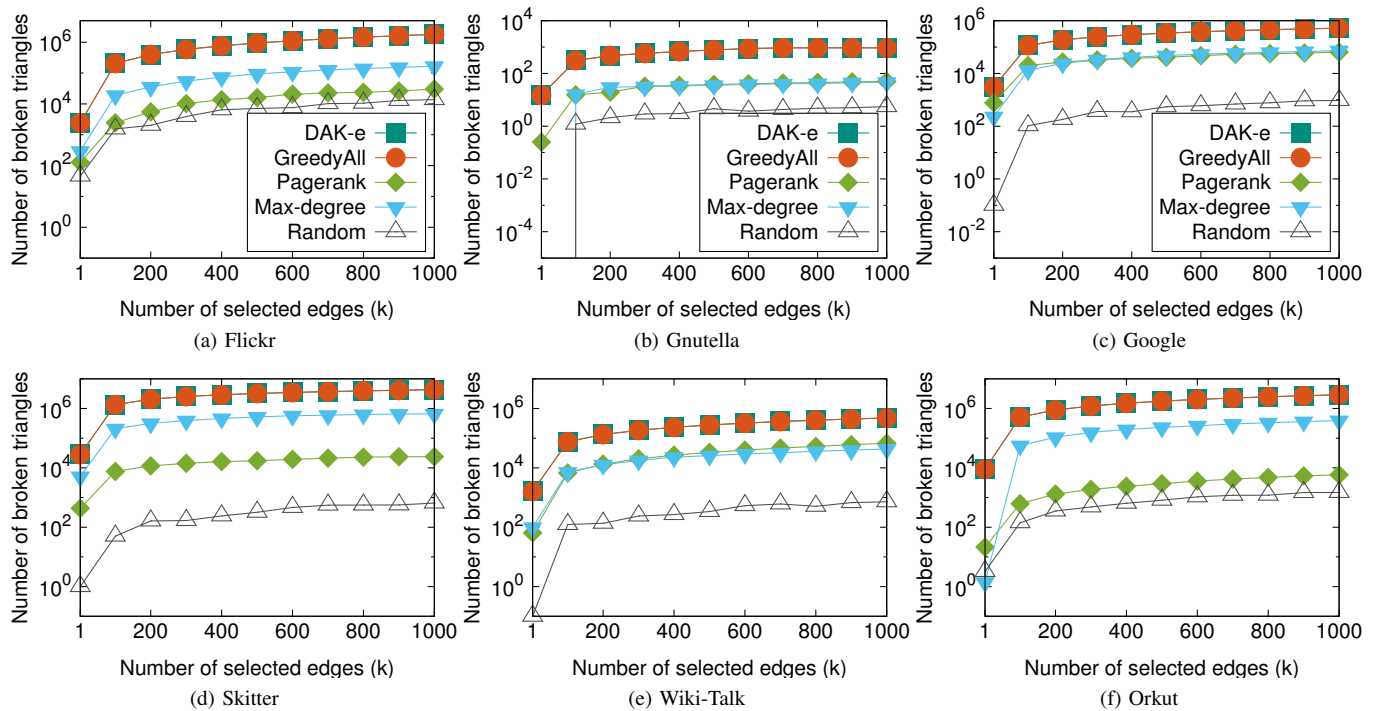 Number of broken triangles
10^6
10^4
10^2
10^0
DAK-e
GreedyAll
Pagerank
Max-degree
Random
1 200 400 600 800 1000
Number of selected edges (k)
(a) Flickr
Number of broken triangles
10^4
10^2
10^0
10^-2
10^-4
DAK-e
GreedyAll
Pagerank
Max-degree
Random
1 200 400 600 800 1000
Number of selected edges (k)
(b) Gnutella
Number of broken triangles
10^6
10^4
10^2
10^0
10^-2
DAK-e
GreedyAll
Pagerank
Max-degree
Random
1 200 400 600 800 1000
Number of selected edges (k)
(c) Google
Number of broken triangles
10^6
10^4
10^2
10^0
1 200 400 600 800 1000
Number of selected edges (k)
(d) Skitter
Number of broken triangles
10^6
10^4
10^2
10^0
1 200 400 600 800 1000
Number of selected edges (k)
(e) Wiki-Talk
Number of broken triangles
10^6
10^4
10^2
10^0
1 200 400 600 800 1000
Number of selected edges (k)
(f) Orkut